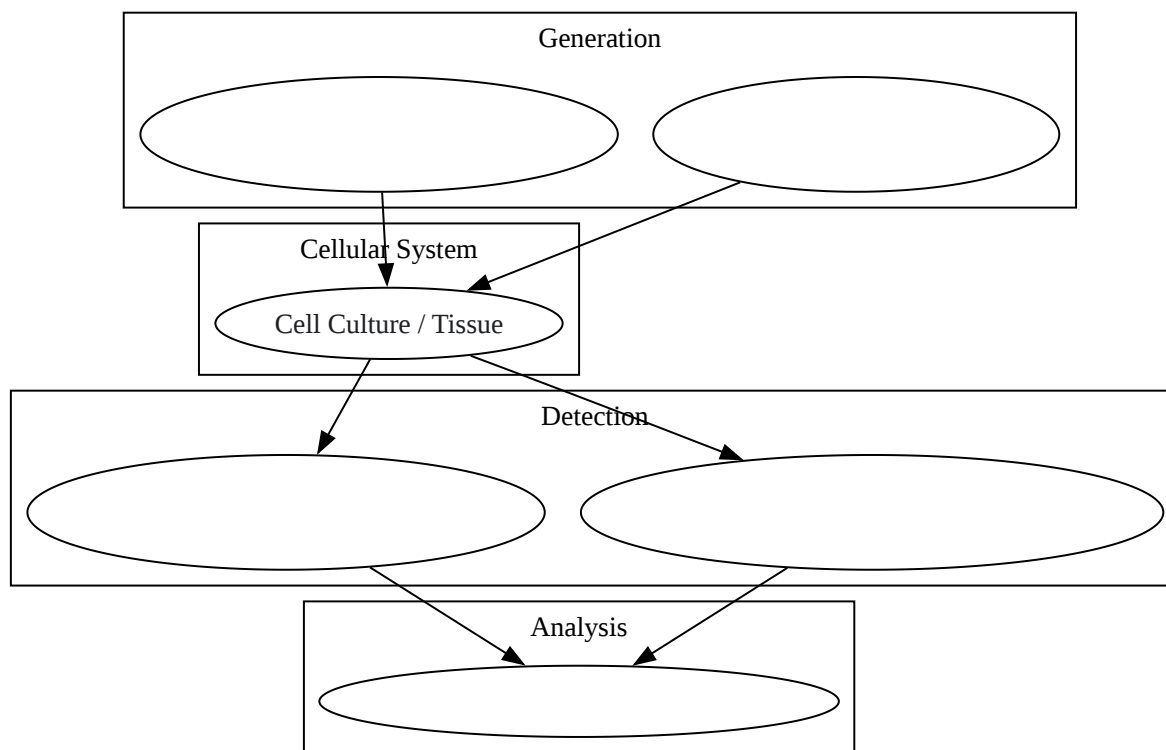 Generation
Cellular System
Cell Culture / Tissue
Detection
Analysis